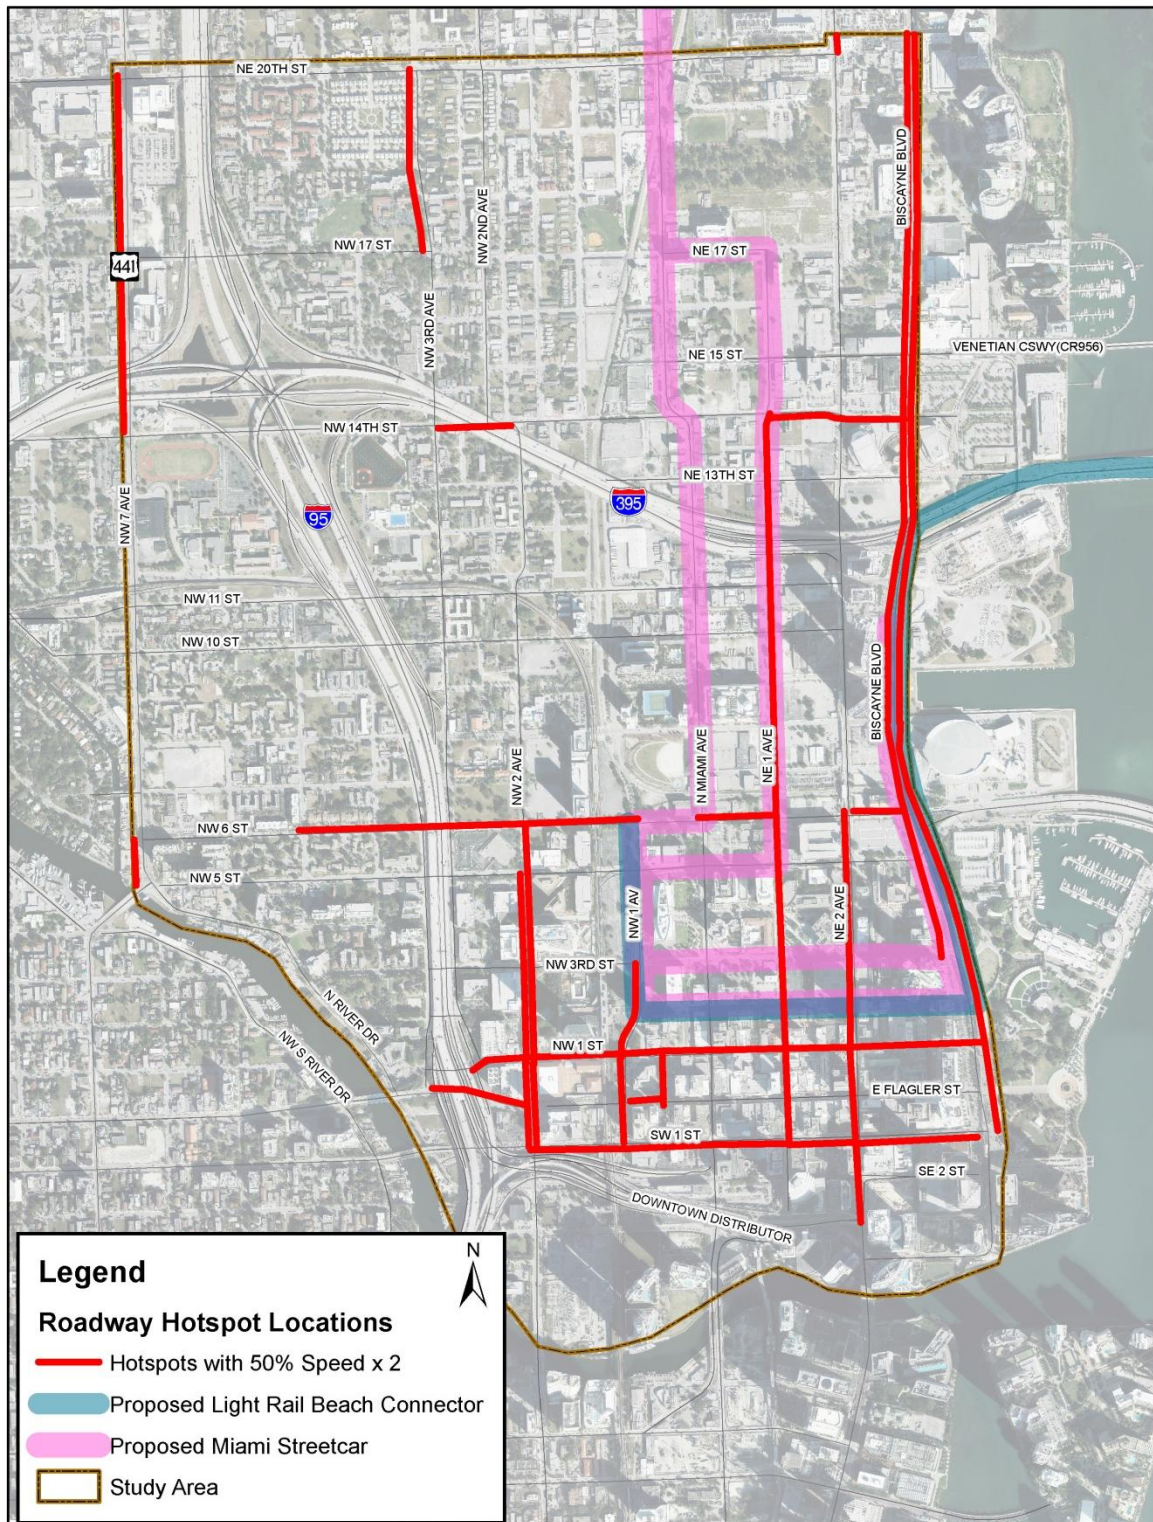 NE 20TH ST
BISCAYNE BLVD
NW 2ND AVE
NW 17 ST
NE 17 ST
441
NW 3RD AVE
NE 15 ST
VENETIAN CSWY(CR956)
NW 14TH ST
NE 13TH ST
NW 7 AVE
95
395
NW 11 ST
NW 10 ST
BISCAYNE BLVD
NW 2 AVE
N MIAMI AVE
NE 1 AVE
NW 6 ST
NW 5 ST
NW 1 AV
NE 2 AVE
NW 3RD ST
N RIVER DR
NW S RIVER DR
NW 1 ST
E FLAGLER ST
SW 1 ST
SE 2 ST
DOWNTOWN DISTRIBUTOR
N
Legend
Roadway Hotspot Locations
Hotspots with 50% Speed x 2
Proposed Light Rail Beach Connector
Proposed Miami Streetcar
Study Area